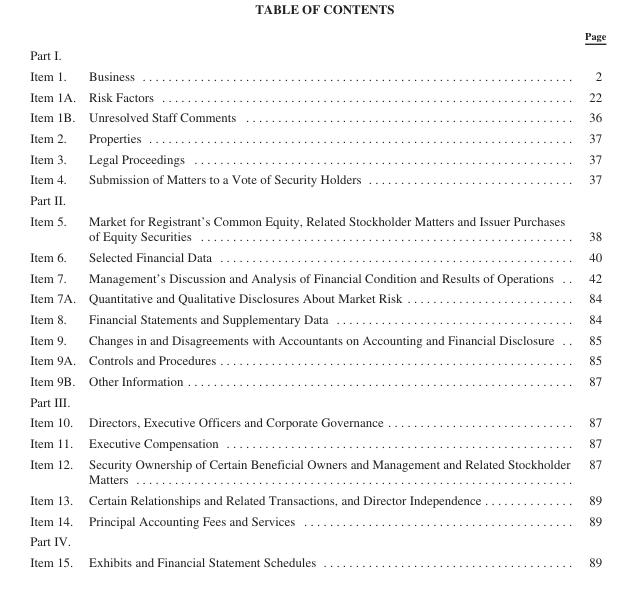 TABLE OF CONTENTS
Page
Part I.
Item 1. Business . . . . . . . . . . . . . . . . . . . . . . . . . . . . . . 2
Item 1A. Risk Factors . . . . . . . . . . . . . . . . . . . . . . . . . . . . . . 22
Item 1B. Unresolved Staff Comments . . . . . . . . . . . . . . . . . . . . . . . . . . . . . . 36
Item 2. Properties . . . . . . . . . . . . . . . . . . . . . . . . . . . . . . 37
Item 3. Legal Proceedings . . . . . . . . . . . . . . . . . . . . . . . . . . . . . . 37
Item 4. Submission of Matters to a Vote of Security Holders . . . . . . . . . . . . . . . . . . . . 37
Part II.
Item 5. Market for Registrant's Common Equity, Related Stockholder Matters and Issuer Purchases
of Equity Securities . . . . . . . . . . . . . . . . . . . . . . . . . . . . . . 38
Item 6. Selected Financial Data . . . . . . . . . . . . . . . . . . . . . . . . . . . . . . 40
Item 7. Management's Discussion and Analysis of Financial Condition and Results of Operations . . 42
Item 7A. Quantitative and Qualitative Disclosures About Market Risk . . . . . . . . . . . . . . . . . . . . 84
Item 8. Financial Statements and Supplementary Data . . . . . . . . . . . . . . . . . . . . 84
Item 9. Changes in and Disagreements with Accountants on Accounting and Financial Disclosure . . 85
Item 9A. Controls and Procedures . . . . . . . . . . . . . . . . . . . . . . . . . . . . . . 85
Item 9B. Other Information . . . . . . . . . . . . . . . . . . . . . . . . . . . . . . 87
Part III.
Item 10. Directors, Executive Officers and Corporate Governance . . . . . . . . . . . . . . . . . . . . 87
Item 11. Executive Compensation . . . . . . . . . . . . . . . . . . . . . . . . . . . . . . 87
Item 12. Security Ownership of Certain Beneficial Owners and Management and Related Stockholder 87
Matters . . . . . . . . . . . . . . . . . . . . . . . . . . . . . .
Item 13. Certain Relationships and Related Transactions, and Director Independence . . . . . . . . . . . . . . 89
Item 14. Principal Accounting Fees and Services . . . . . . . . . . . . . . . . . . . . . . . . . . . . . . 89
Part IV.
Item 15. Exhibits and Financial Statement Schedules . . . . . . . . . . . . . . . . . . . . . . . . . . . . . . 89